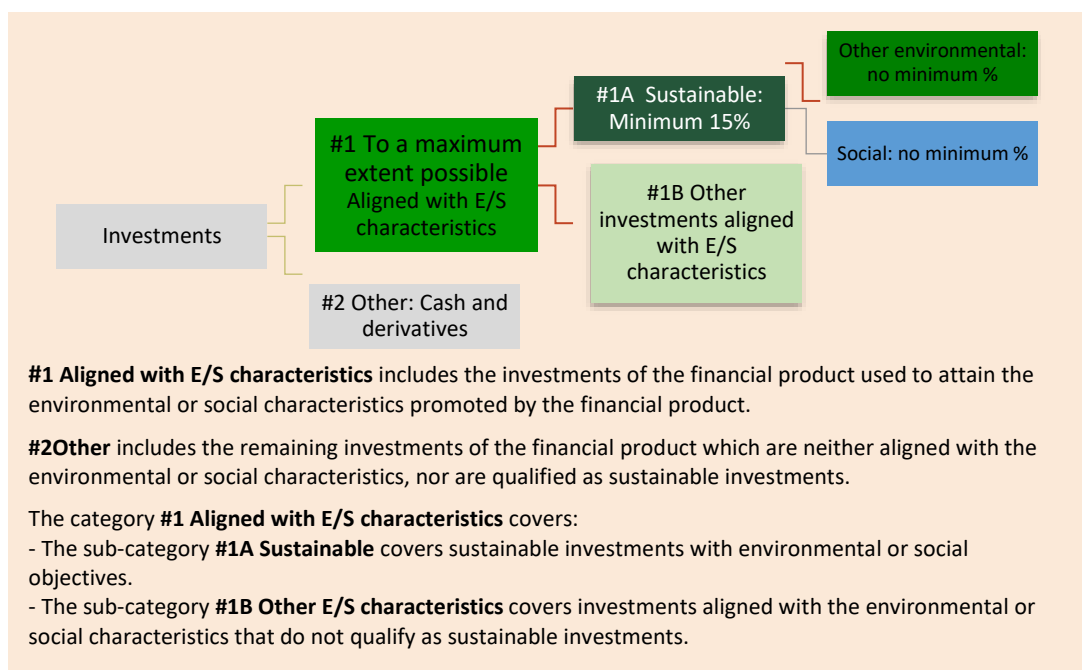 Investments
#1 To a maximum
extent possible
Aligned with E/S
characteristics
#2 Other: Cash and
derivatives
#1A  Sustainable:
Minimum 15%
#1B Other
investments aligned
with E/S
characteristics
Other environmental:
no minimum %
Social: no minimum %
#1 Aligned with E/S characteristics includes the investments of the financial product used to attain the
environmental or social characteristics promoted by the financial product.
#2Other includes the remaining investments of the financial product which are neither aligned with the
environmental or social characteristics, nor are qualified as sustainable investments.
The category #1 Aligned with E/S characteristics covers:
- The sub-category #1A Sustainable covers sustainable investments with environmental or social
objectives.
- The sub-category #1B Other E/S characteristics covers investments aligned with the environmental or
social characteristics that do not qualify as sustainable investments.